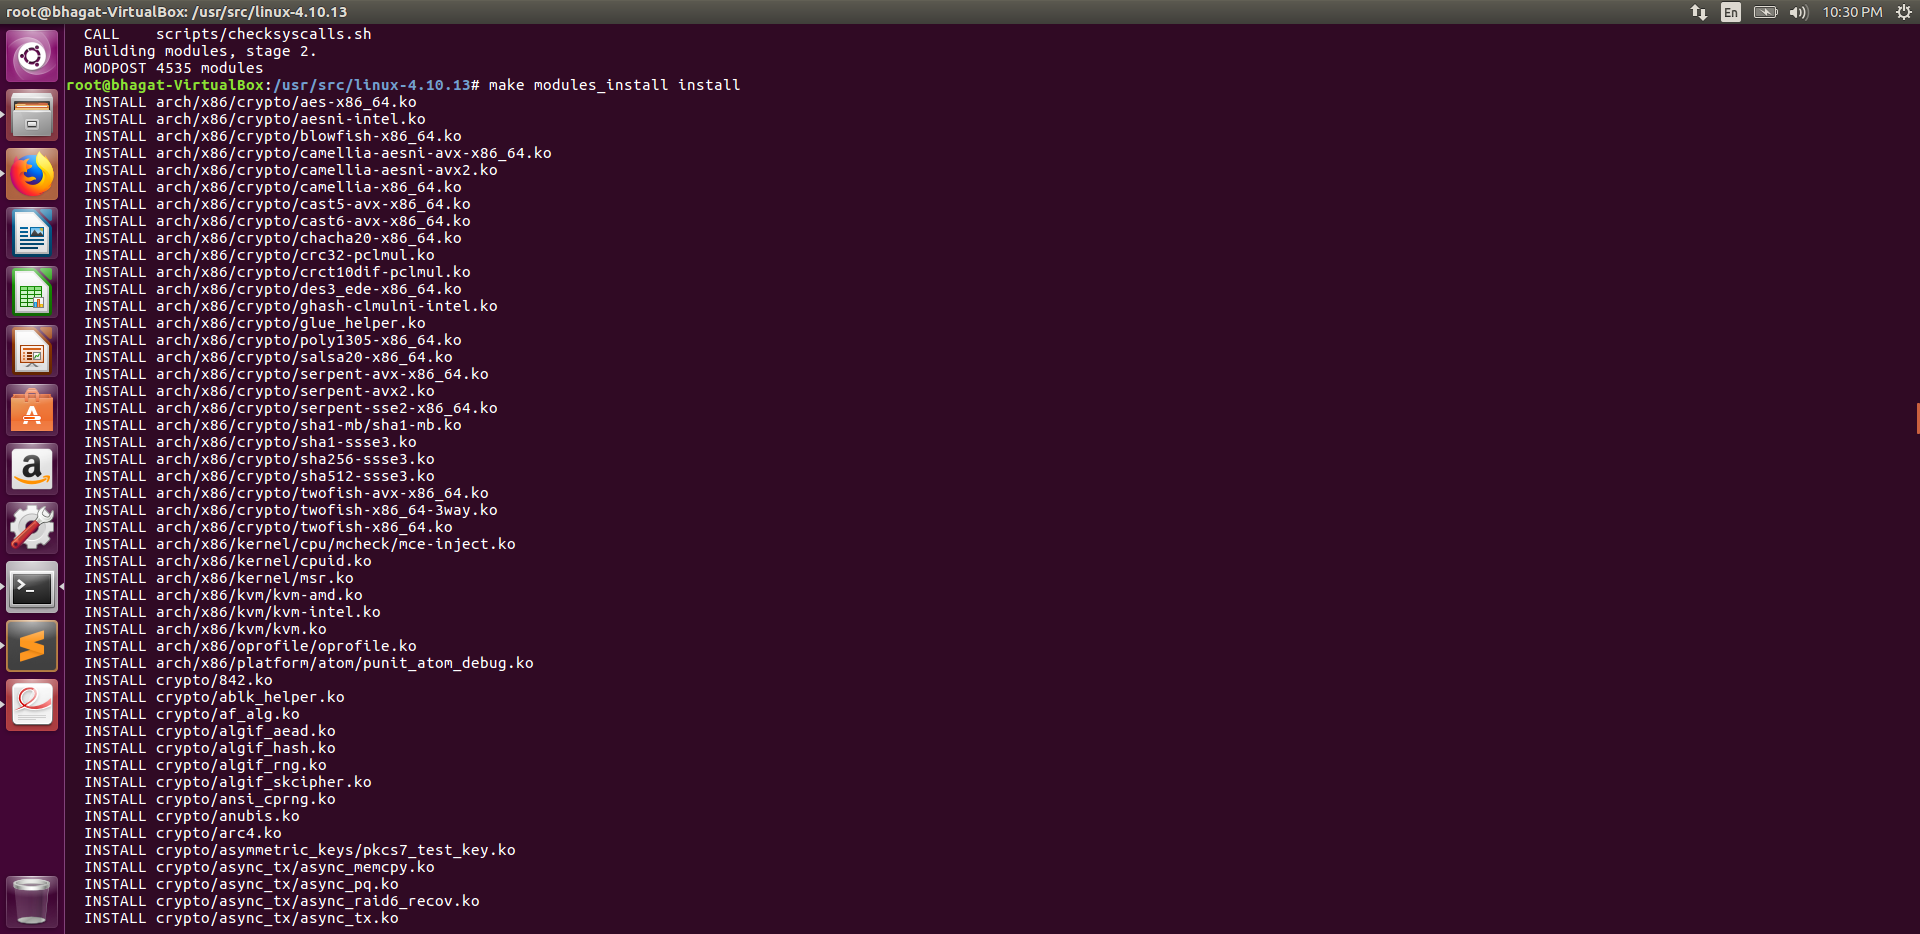 root@bhagat-VirtualBox: /usr/src/linux-4.10.13
En
10:30 PM
CALL    scripts/checksyscalls.sh
Building modules, stage 2.
MODPOST 4535 modules
root@bhagat-VirtualBox:/usr/src/linux-4.10.13# make modules_install install
INSTALL arch/x86/crypto/aes-x86_64.ko
INSTALL arch/x86/crypto/aesni-intel.ko
INSTALL arch/x86/crypto/blowfish-x86_64.ko
INSTALL arch/x86/crypto/camellia-aesni-avx-x86_64.ko
INSTALL arch/x86/crypto/camellia-aesni-avx2.ko
INSTALL arch/x86/crypto/camellia-x86_64.ko
INSTALL arch/x86/crypto/cast5-avx-x86_64.ko
INSTALL arch/x86/crypto/cast6-avx-x86_64.ko
INSTALL arch/x86/crypto/chacha20-x86_64.ko
INSTALL arch/x86/crypto/crc32-pclmul.ko
INSTALL arch/x86/crypto/crct10dif-pclmul.ko
INSTALL arch/x86/crypto/des3_ede-x86_64.ko
INSTALL arch/x86/crypto/ghash-clmulni-intel.ko
INSTALL arch/x86/crypto/glue_helper.ko
INSTALL arch/x86/crypto/poly1305-x86_64.ko
INSTALL arch/x86/crypto/salsa20-x86_64.ko
INSTALL arch/x86/crypto/serpent-avx-x86_64.ko
INSTALL arch/x86/crypto/serpent-avx2.ko
INSTALL arch/x86/crypto/serpent-sse2-x86_64.ko
INSTALL arch/x86/crypto/sha1-mb/sha1-mb.ko
INSTALL arch/x86/crypto/sha1-ssse3.ko
INSTALL arch/x86/crypto/sha256-ssse3.ko
INSTALL arch/x86/crypto/sha512-ssse3.ko
INSTALL arch/x86/crypto/twofish-avx-x86_64.ko
INSTALL arch/x86/crypto/twofish-x86_64-3way.ko
INSTALL arch/x86/crypto/twofish-x86_64.ko
INSTALL arch/x86/kernel/cpu/mcheck/mce-inject.ko
INSTALL arch/x86/kernel/cpuid.ko
INSTALL arch/x86/kernel/msr.ko
INSTALL arch/x86/kvm/kvm-amd.ko
INSTALL arch/x86/kvm/kvm-intel.ko
INSTALL arch/x86/kvm/kvm.ko
INSTALL arch/x86/oprofile/oprofile.ko
INSTALL arch/x86/platform/atom/punit_atom_debug.ko
INSTALL crypto/842.ko
INSTALL crypto/ablk_helper.ko
INSTALL crypto/af_alg.ko
INSTALL crypto/algif_aead.ko
INSTALL crypto/algif_hash.ko
INSTALL crypto/algif_rng.ko
INSTALL crypto/algif_skcipher.ko
INSTALL crypto/ansi_cprng.ko
INSTALL crypto/anubis.ko
INSTALL crypto/arc4.ko
INSTALL crypto/asymmetric_keys/pkcs7_test_key.ko
INSTALL crypto/async_tx/async_memcpy.ko
INSTALL crypto/async_tx/async_pq.ko
INSTALL crypto/async_tx/async_raid6_recov.ko
INSTALL crypto/async_tx/async_tx.ko